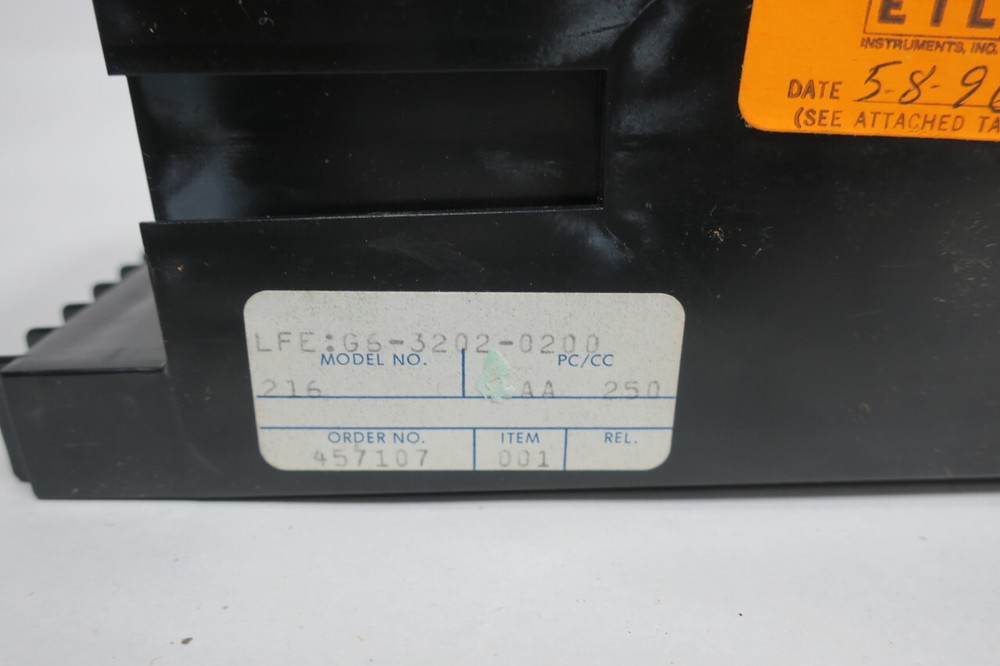 ETL
INSTRUMENTS, INC.
DATE 5-8-9
(SEE ATTACHED TA
LFE:G6-3202-0200
MODEL NO. PC/CC
216 AA 250
ORDER NO. ITEM REL.
457107 001